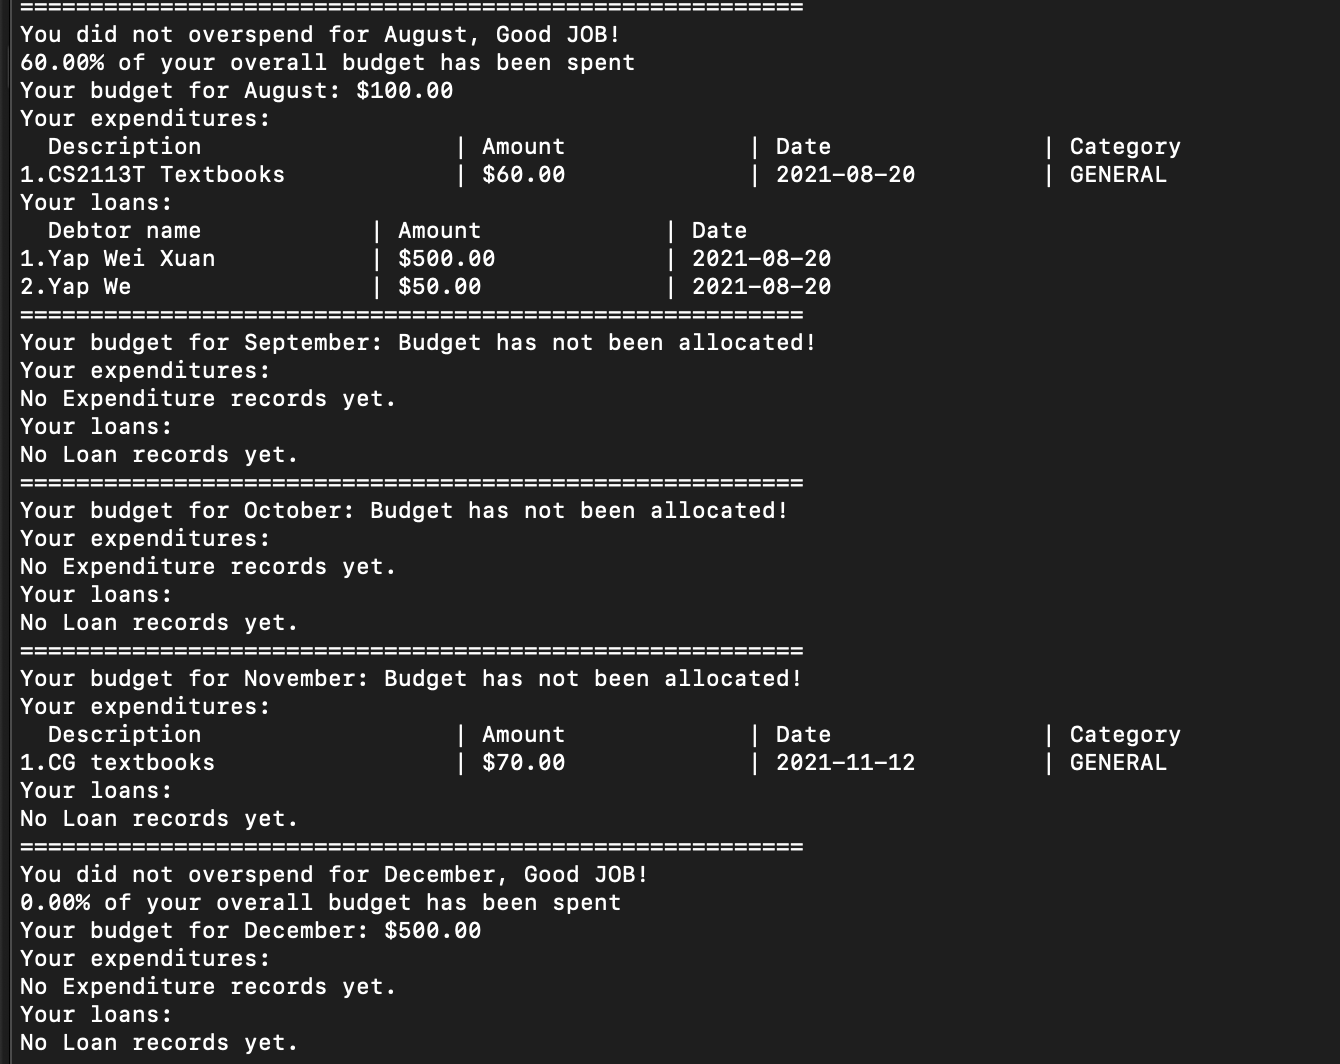 ========================================================
You did not overspend for August, Good JOB!
60.00% of your overall budget has been spent
Your budget for August: $100.00
Your expenditures:
  Description                  | Amount             | Date               | Category
1.CS2113T Textbooks            | $60.00             | 2021-08-20         | GENERAL
Your loans:
  Debtor name            | Amount             | Date
1.Yap Wei Xuan           | $500.00            | 2021-08-20
2.Yap We                 | $50.00             | 2021-08-20
========================================================
Your budget for September: Budget has not been allocated!
Your expenditures:
No Expenditure records yet.
Your loans:
No Loan records yet.
========================================================
Your budget for October: Budget has not been allocated!
Your expenditures:
No Expenditure records yet.
Your loans:
No Loan records yet.
========================================================
Your budget for November: Budget has not been allocated!
Your expenditures:
  Description                  | Amount             | Date               | Category
1.CG textbooks                 | $70.00             | 2021-11-12         | GENERAL
Your loans:
No Loan records yet.
========================================================
You did not overspend for December, Good JOB!
0.00% of your overall budget has been spent
Your budget for December: $500.00
Your expenditures:
No Expenditure records yet.
Your loans:
No Loan records yet.